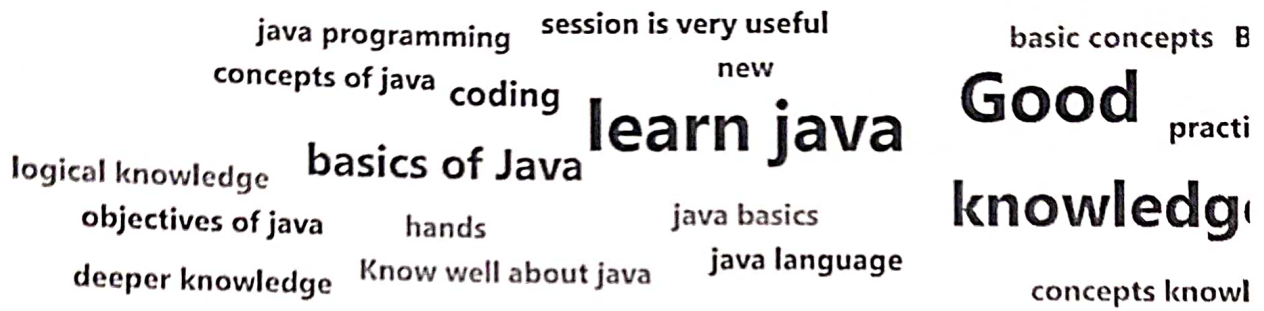 java programming
session is very useful
basic concepts B
concepts of java
new
coding
Good
learn java
practi
basics of Java
logical knowledge
knowledg
objectives of java
hands
java basics
deeper knowledge
Know well about java
java language
concepts knowl